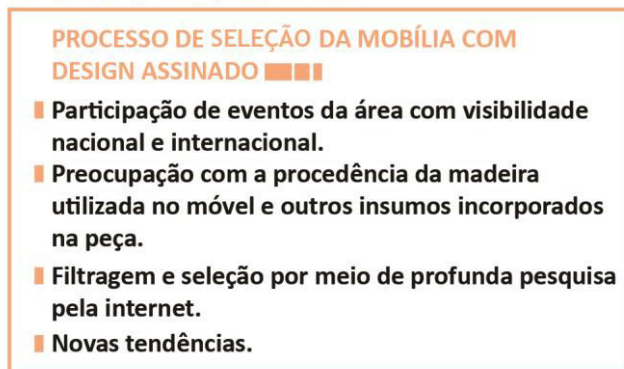 PROCESSO DE SELEÇÃO DA MOBÍLIA COM
DESIGN ASSINADO
Participação de eventos da área com visibilidade
nacional e internacional.
Preocupação com a procedência da madeira
utilizada no móvel e outros insumos incorporados
na peça.
Filtragem e seleção por meio de profunda pesquisa
pela internet.
Novas tendências.